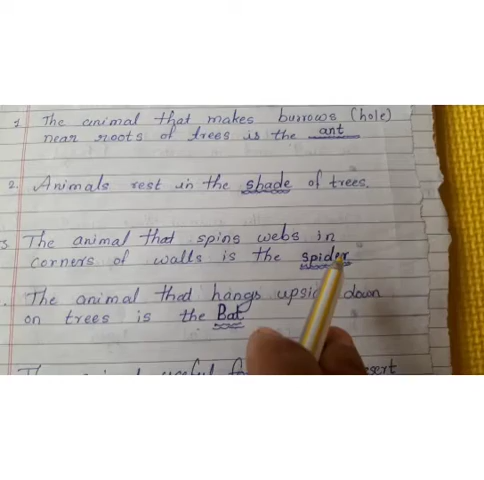 1 The animal that makes burrows (hole)
near roots of trees is the ant
2. Animals rest in the shade of trees.
3 The animal that spins webs in
corners of walls is the spider
The animal that hangs upside down
on trees is the Bat